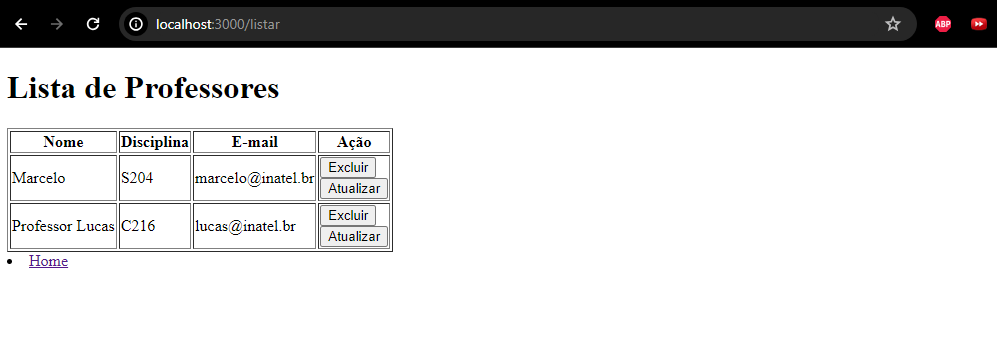 localhost:3000/listar
ABP
Lista de Professores
Nome Disciplina E-mail Ação
Marcelo S204 marcelo@inatel.br Excluir
Atualizar
Professor Lucas C216 lucas@inatel.br Excluir
Atualizar
Home